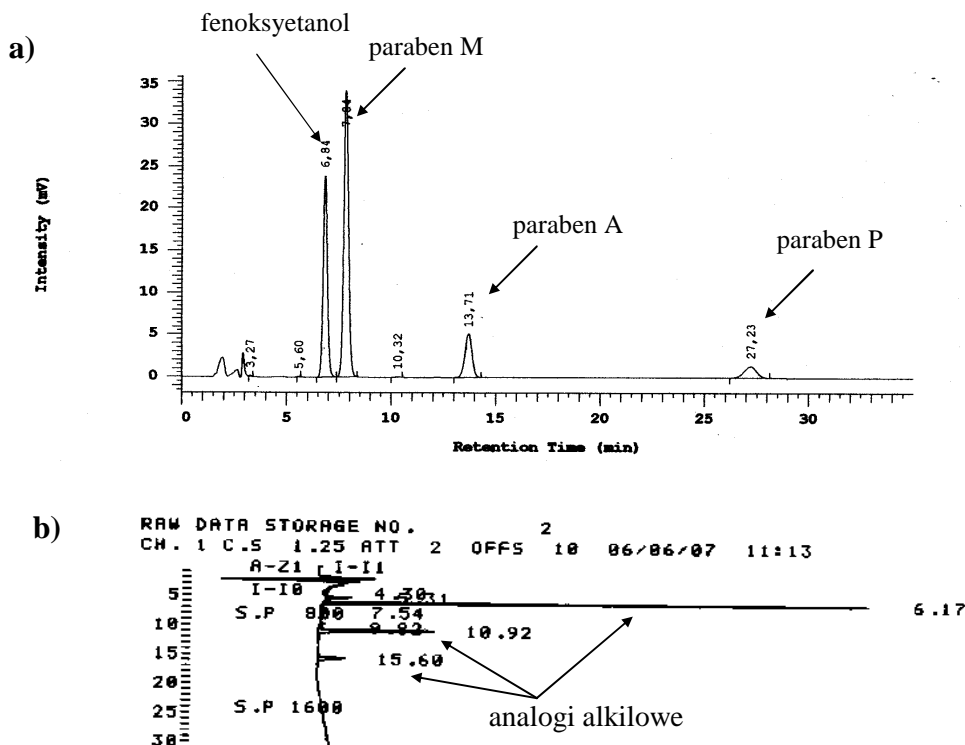 a)
fenoksyetanol
paraben M
paraben A
paraben P
Intensity (mV)
35
30
25
20
15
10
5
0
3,27
5,60
6,84
7,84
10,32
13,71
27,23
0 5 10 15 20 25 30
Retention Time (min)
b)
RAW DATA STORAGE NO. 2
CH. 1 C.S 1.25 ATT 2 OFFS 10 06/06/07 11:13
A-Z1 I-I1
I-I0 4.30
5
6.17
S.P 800 7.54
10
10.92
15
15.60
20
S.P 1600
25
30
analogi alkilowe